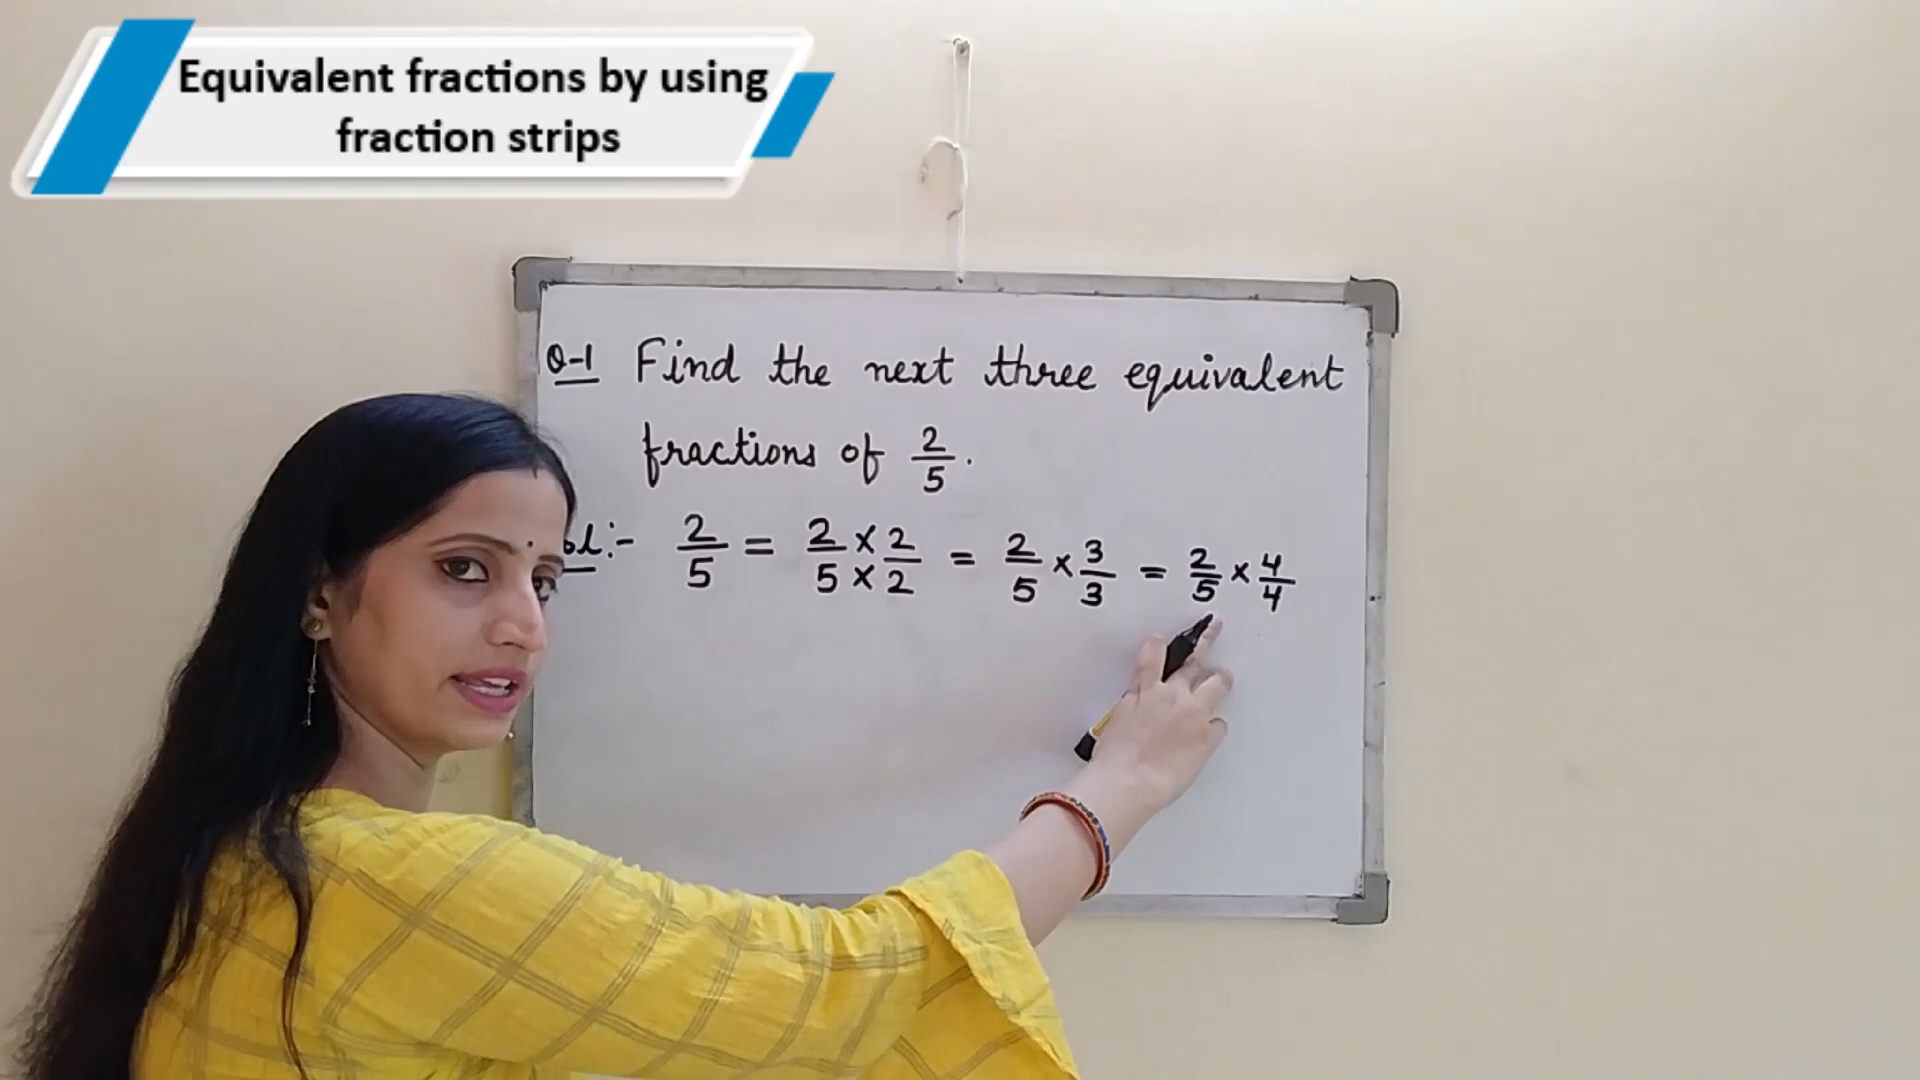 Equivalent fractions by using
fraction strips
Q-1 Find the next three equivalent
fractions of 2/5.
:- 2/5 = 2×2/5×2 = 2/5 × 3/3 = 2/5 × 4/4